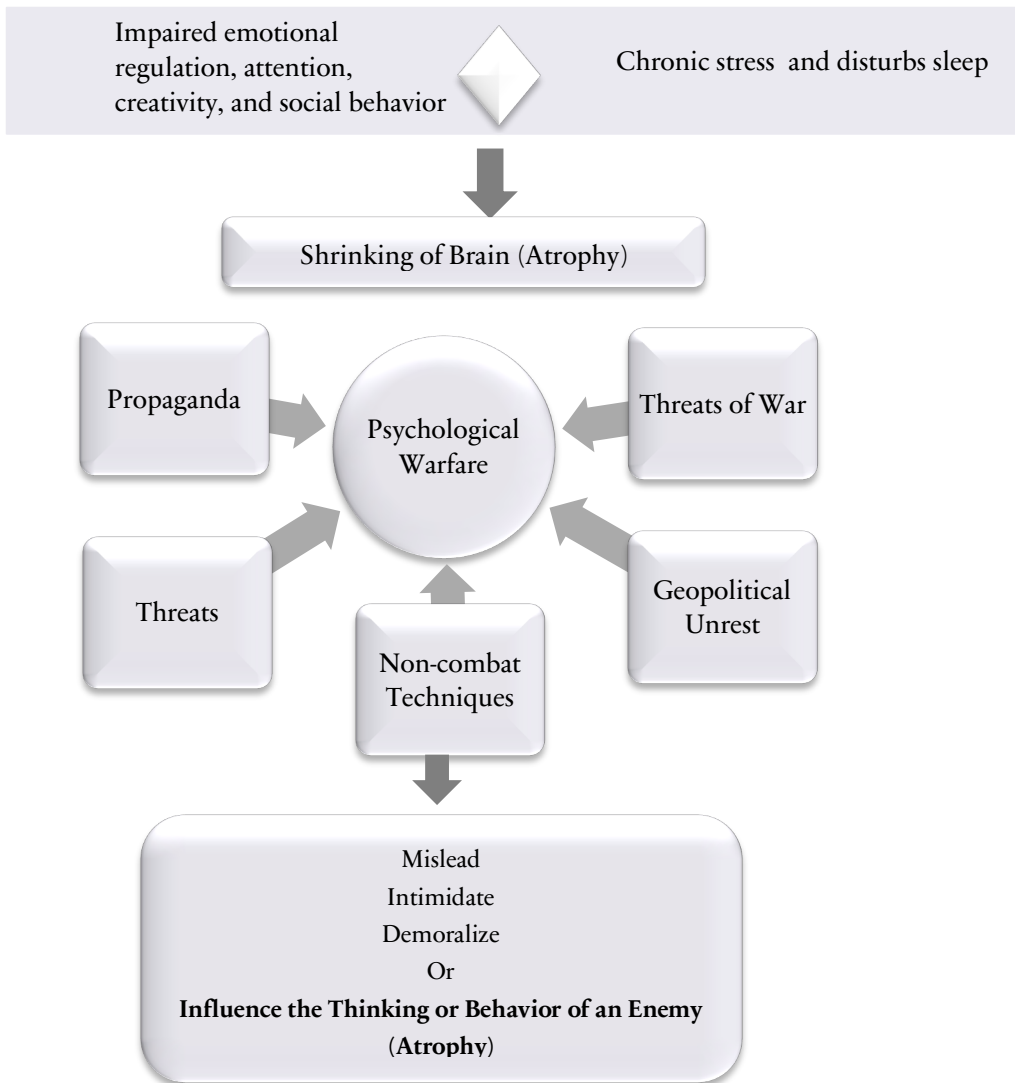 Impaired emotional
regulation, attention,
creativity, and social behavior
Chronic stress and disturbs sleep
Shrinking of Brain (Atrophy)
Propaganda
Psychological
Warfare
Threats of War
Threats
Non-combat
Techniques
Geopolitical
Unrest
Mislead
Intimidate
Demoralize
Or
Influence the Thinking or Behavior of an Enemy
(Atrophy)